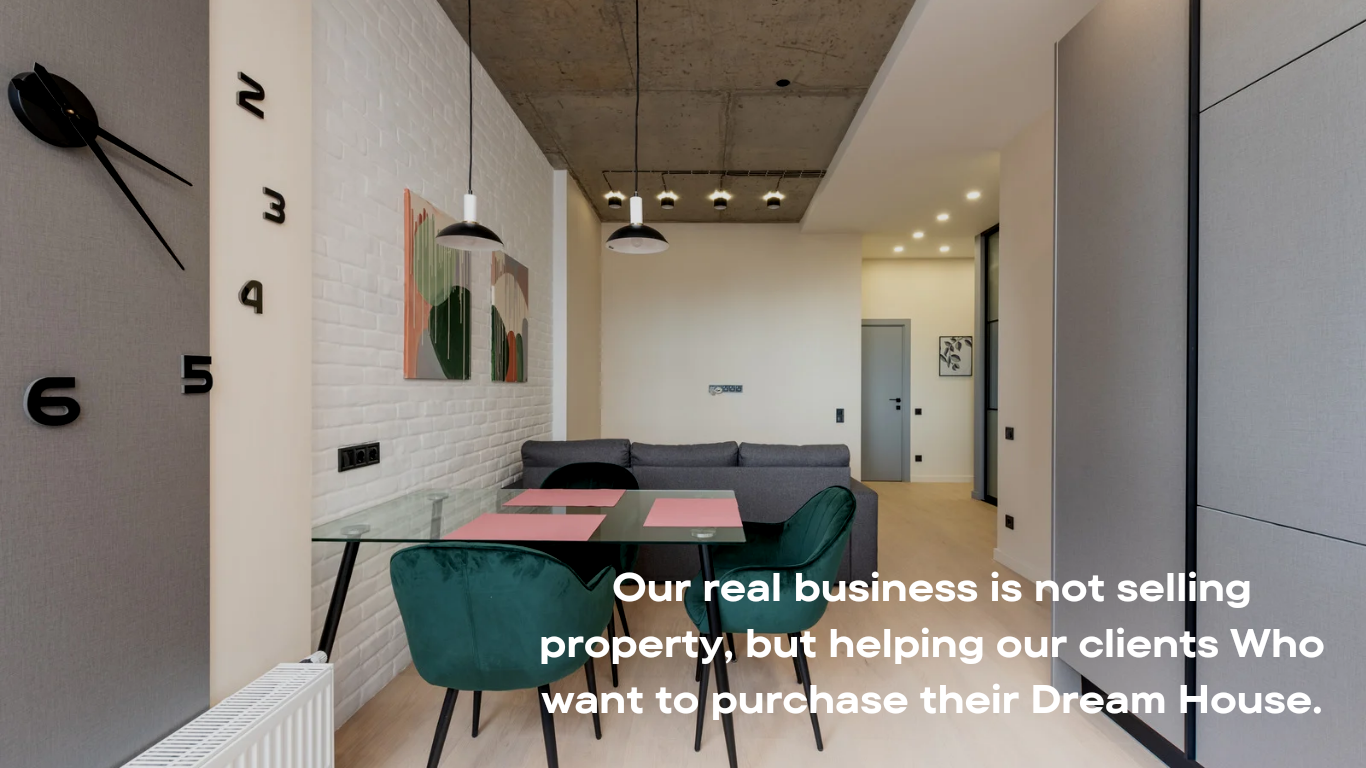 2
3
4
5
6
Our real business is not selling
property, but helping our clients Who
want to purchase their Dream House.